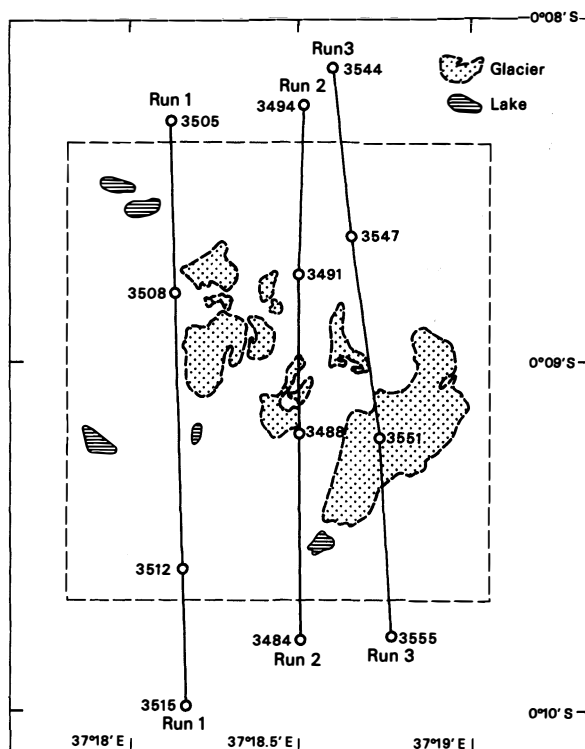 0°08' S
Run3
3544
Glacier
Run 1
Run 2
Lake
3505
3494
3547
3491
3508
0°09'S
3488
3551
3512
3484
3555
Run 2
Run 3
3515
Run 1
0°10' S
37°18' E
37°18.5' E
37°19' E